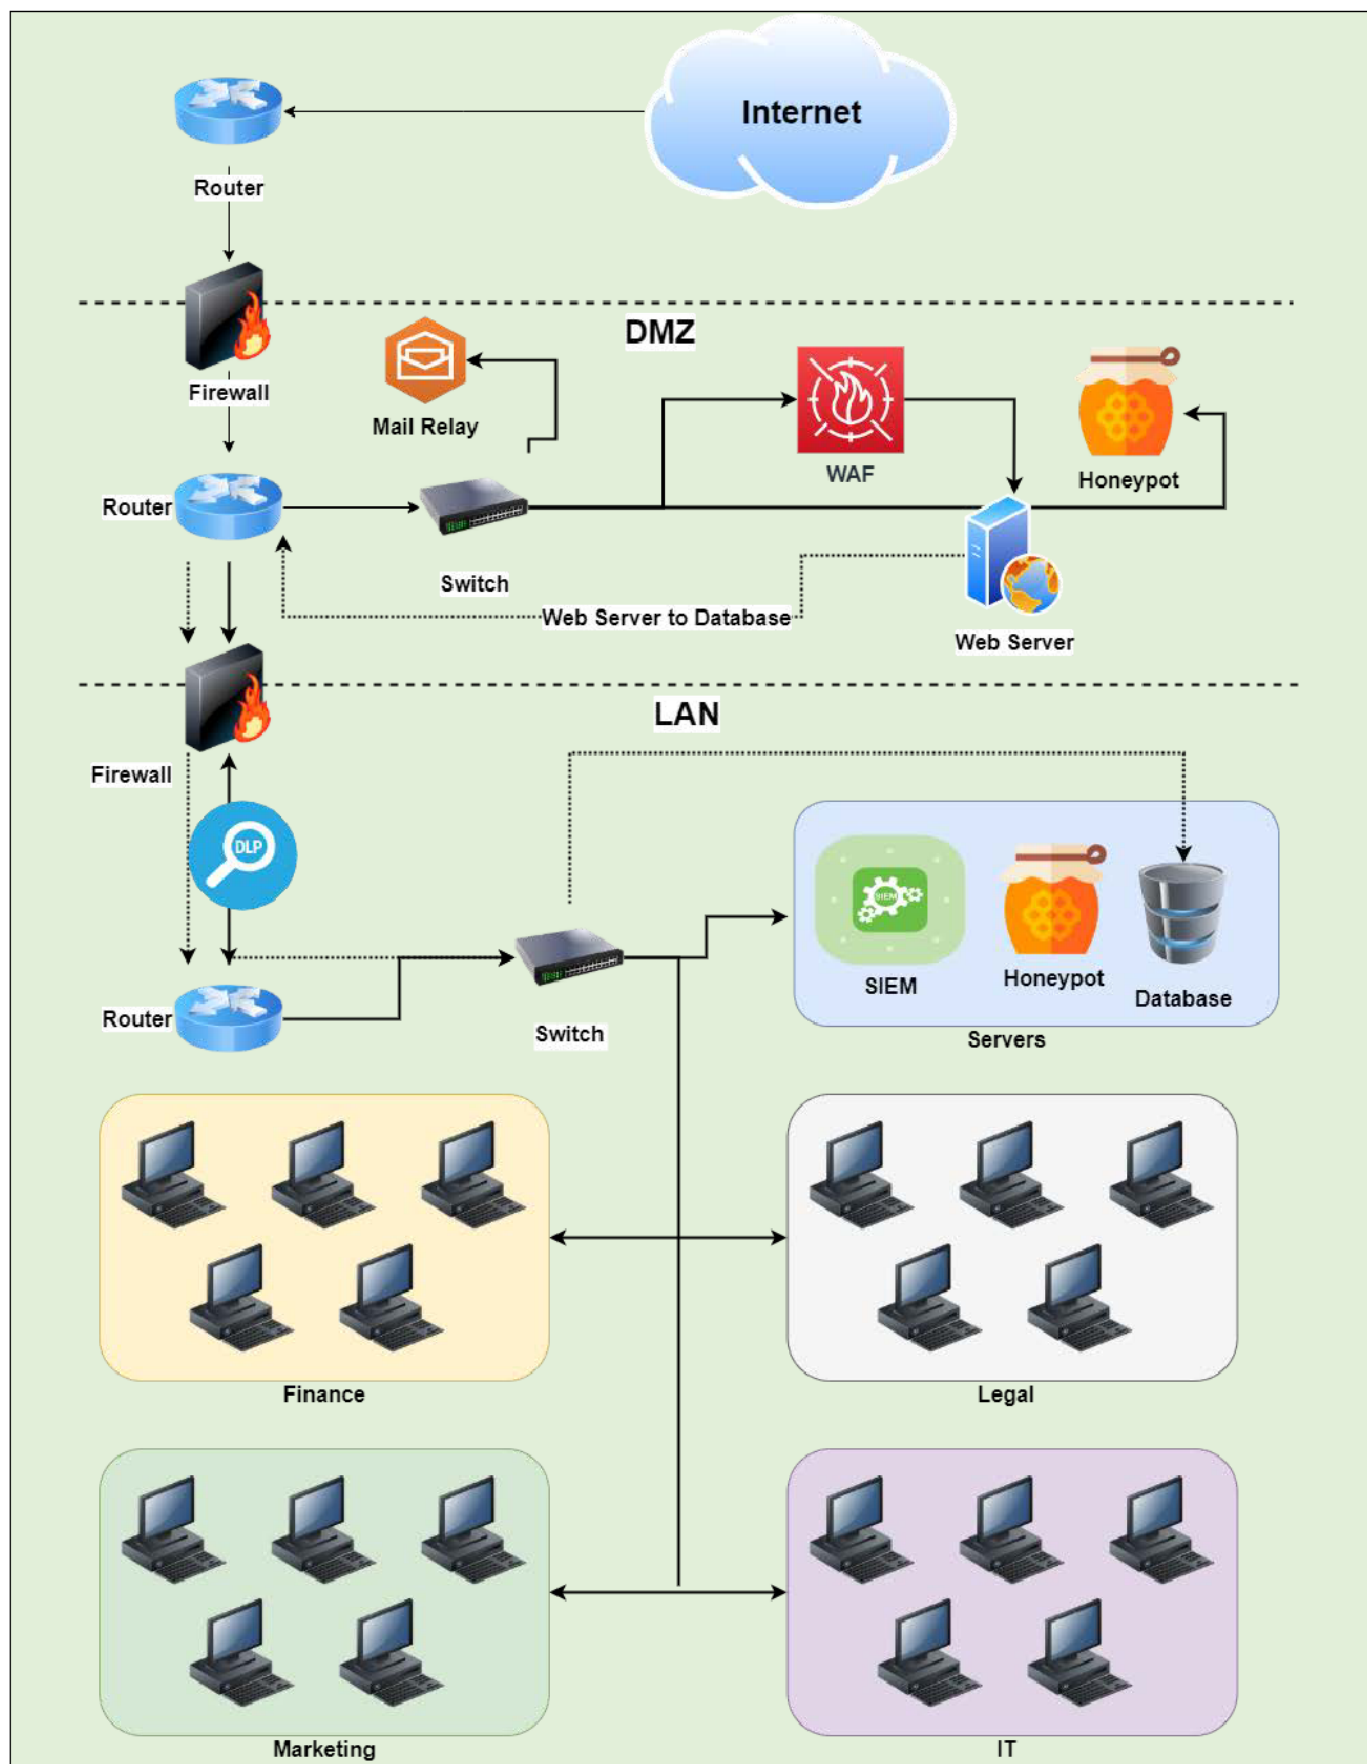 Internet
Router
DMZ
Firewall
Mail Relay
WAF
Honeypot
Router
Switch
Web Server to Database
Web Server
LAN
Firewall
DLP
SIEM
SIEM
Honeypot
Database
Router
Switch
Servers
Finance
Legal
Marketing
IT